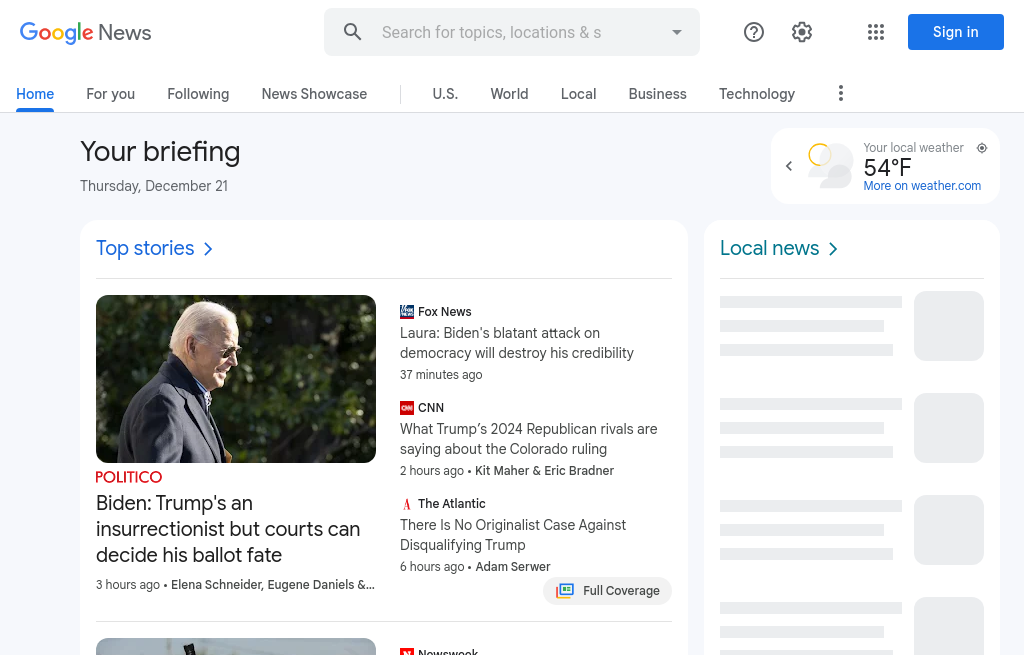 Google News
Search for topics, locations & s
Sign in
Home
For you
Following
News Showcase
U.S.
World
Local
Business
Technology
Your briefing
Thursday, December 21
Your local weather
54°F
More on weather.com
Top stories
POLITICO
Biden: Trump's an
insurrectionist but courts can
decide his ballot fate
3 hours ago • Elena Schneider, Eugene Daniels &…
Fox News
Laura: Biden's blatant attack on
democracy will destroy his credibility
37 minutes ago
CNN
What Trump’s 2024 Republican rivals are
saying about the Colorado ruling
2 hours ago • Kit Maher & Eric Bradner
The Atlantic
There Is No Originalist Case Against
Disqualifying Trump
6 hours ago • Adam Serwer
Full Coverage
Newsweek
Local news